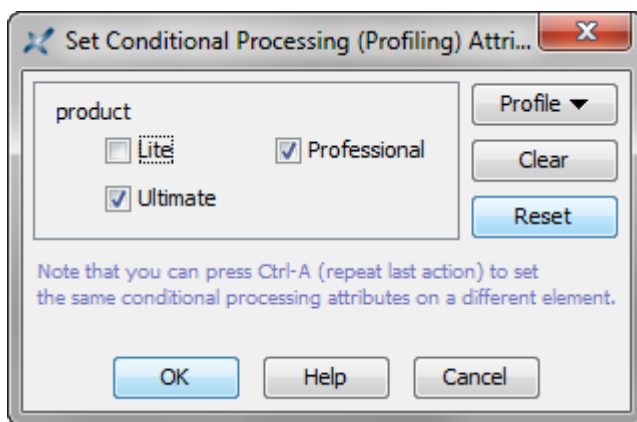 Set Conditional Processing (Profiling) Attri...
product
Profile
Lite
Professional
Clear
Ultimate
Reset
Note that you can press Ctrl-A (repeat last action) to set
the same conditional processing attributes on a different element.
OK
Help
Cancel